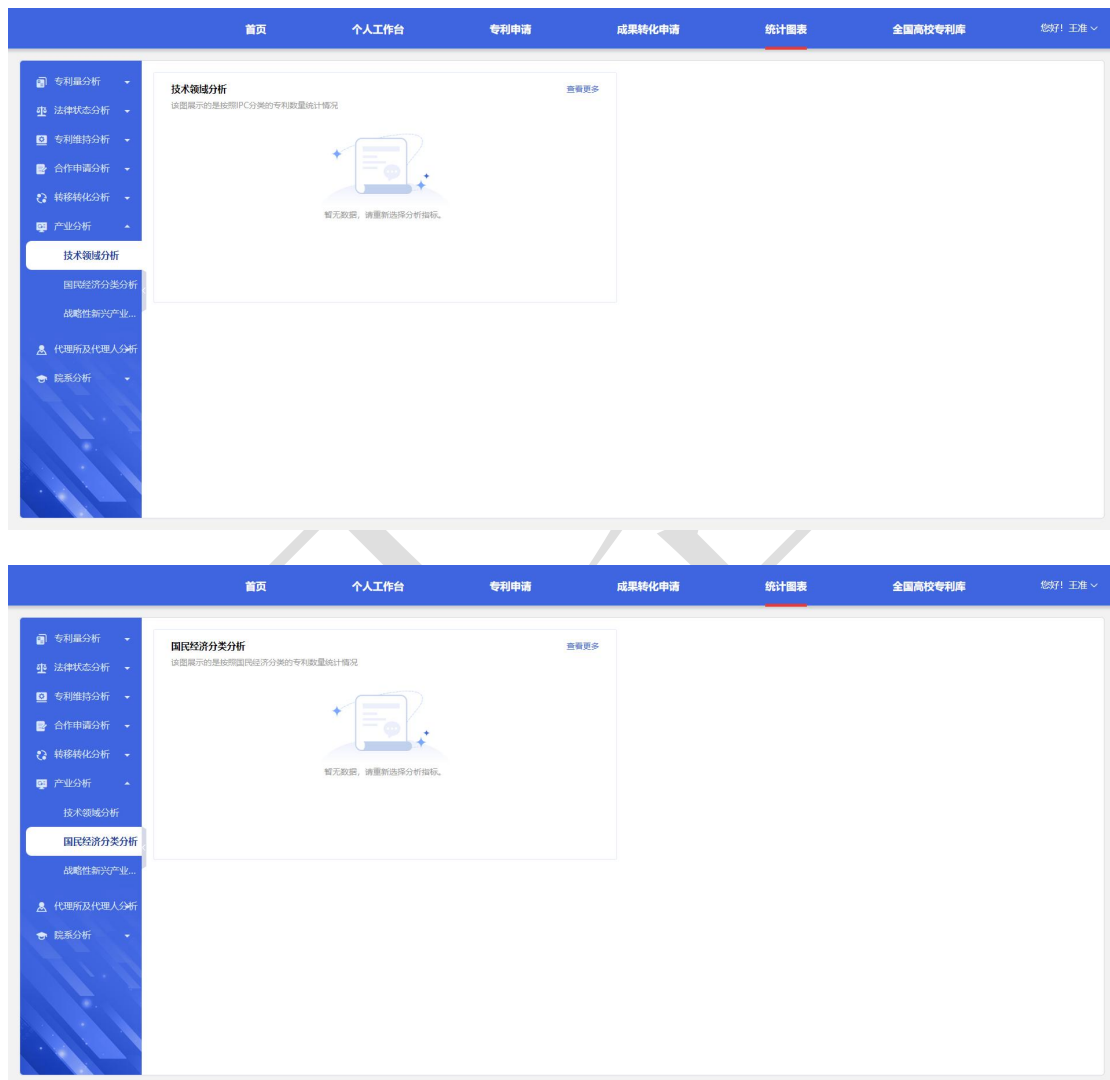 首页 个人工作台 专利申请 成果转化申请 统计图表 全国高校专利库 您好！王准
专利量分析
法律状态分析
专利维持分析
合作申请分析
转移转化分析
产业分析
技术领域分析
国民经济分类分析
战略性新兴产业...
代理所及代理人分析
院系分析
技术领域分析 查看更多
该图展示的是按照IPC分类的专利数量统计情况
暂无数据，请重新选择分析指标。
首页 个人工作台 专利申请 成果转化申请 统计图表 全国高校专利库 您好！王准
专利量分析
法律状态分析
专利维持分析
合作申请分析
转移转化分析
产业分析
技术领域分析
国民经济分类分析
战略性新兴产业...
代理所及代理人分析
院系分析
国民经济分类分析 查看更多
该图展示的是按照国民经济分类的专利数量统计情况
暂无数据，请重新选择分析指标。